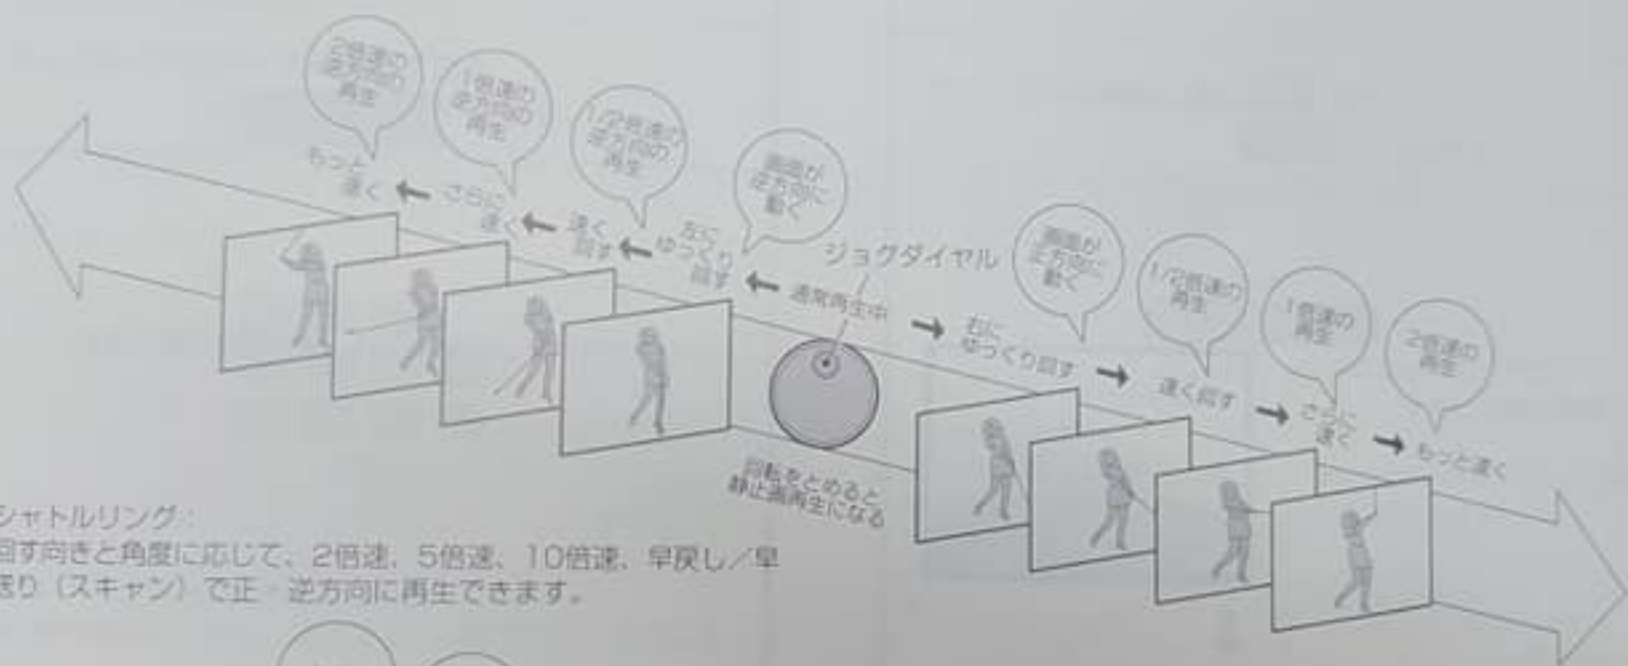 2倍速の
逆方向の
再生
1倍速の
逆方向の
再生
1/2倍速の
逆方向の
再生
画面が
逆方向に
動く
もっと
速く
さらに
速く
速く
回す
左に
ゆっくり
回す
ジョグダイヤル
通常再生中
画面が
正方向に
動く
1/2倍速の
再生
1倍速の
再生
2倍速の
再生
右に
ゆっくり回す
速く回す
さらに
速く
もっと速く
回転をとめると
静止画再生になる
シャトルリング:
回す向きと角度に応じて、2倍速、5倍速、10倍速、早戻し/早
送り(スキャン)で正・逆方向に再生できます。